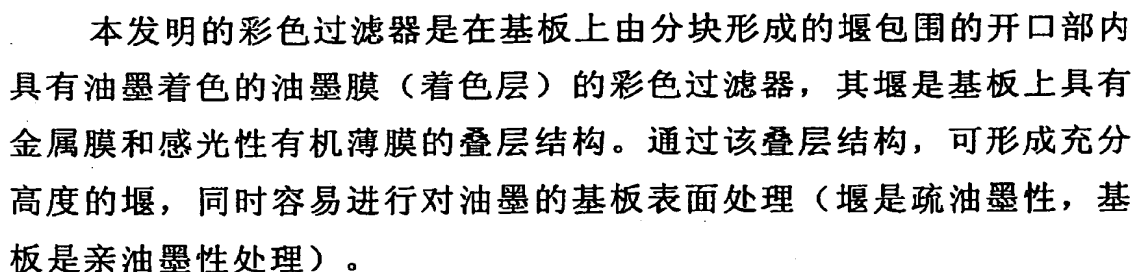 本发明的彩色过滤器是在基板上由分块形成的堰包围的开口部内
具有油墨着色的油墨膜（着色层）的彩色过滤器，其堰是基板上具有
金属膜和感光性有机薄膜的叠层结构。通过该叠层结构，可形成充分
高度的堰，同时容易进行对油墨的基板表面处理（堰是疏油墨性，基
板是亲油墨性处理）。